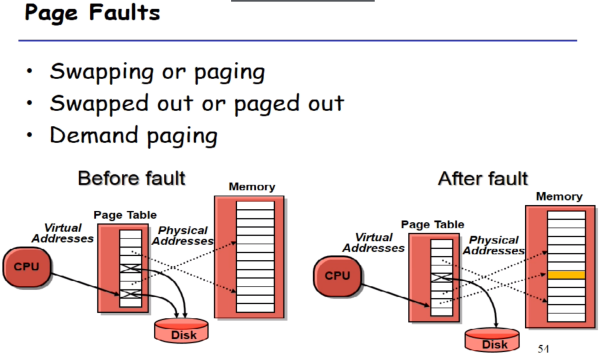 Page Faults
• Swapping or paging
• Swapped out or paged out
• Demand paging
Before fault
Memory
Page Table
Virtual
Addresses
Physical
Addresses
CPU
Disk
After fault
Memory
Page Table
Virtual
Addresses
Physical
Addresses
CPU
Disk
54